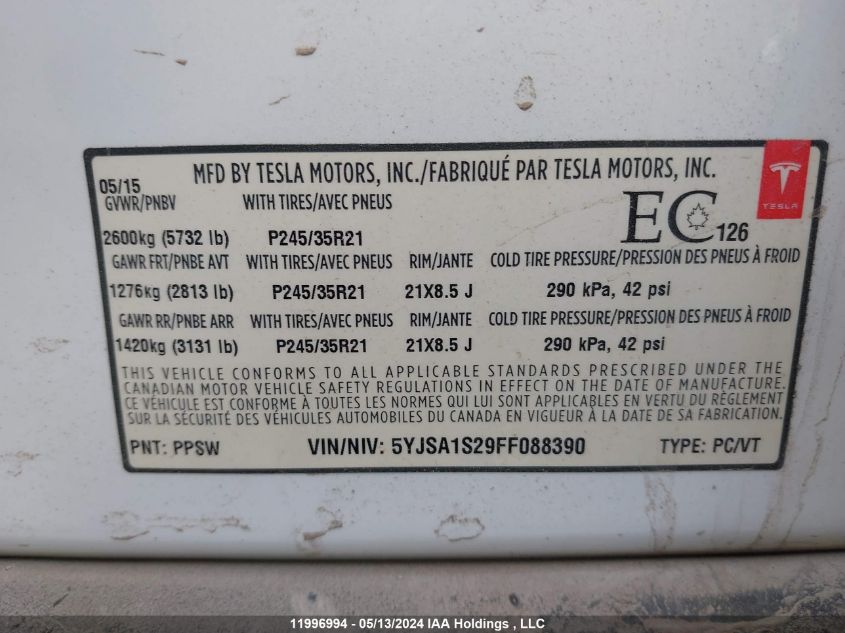 MFD BY TESLA MOTORS, INC./FABRIQUÉ PAR TESLA MOTORS, INC.
05/15
GVWR/PNBV WITH TIRES/AVEC PNEUS
2600kg (5732 lb) P245/35R21
EC 126
TESLA
GAWR FRT/PNBE AVT WITH TIRES/AVEC PNEUS RIM/JANTE COLD TIRE PRESSURE/PRESSION DES PNEUS À FROID
1276kg (2813 lb) P245/35R21 21X8.5 J 290 kPa, 42 psi
GAWR RR/PNBE ARR WITH TIRES/AVEC PNEUS RIM/JANTE COLD TIRE PRESSURE/PRESSION DES PNEUS À FROID
1420kg (3131 lb) P245/35R21 21X8.5 J 290 kPa, 42 psi
THIS VEHICLE CONFORMS TO ALL APPLICABLE STANDARDS PRESCRIBED UNDER THE
CANADIAN MOTOR VEHICLE SAFETY REGULATIONS IN EFFECT ON THE DATE OF MANUFACTURE.
CE VÉHICULE EST CONFORME À TOUTES LES NORMES QUI LUI SONT APPLICABLES EN VERTU DU RÈGLEMENT
SUR LA SÉCURITÉ DES VÉHICULES AUTOMOBILES DU CANADA EN VIGUEUR À LA DATE DE SA FABRICATION.
PNT: PPSW VIN/NIV: 5YJSA1S29FF088390 TYPE: PC/VT
11996994 - 05/13/2024 IAA Holdings , LLC